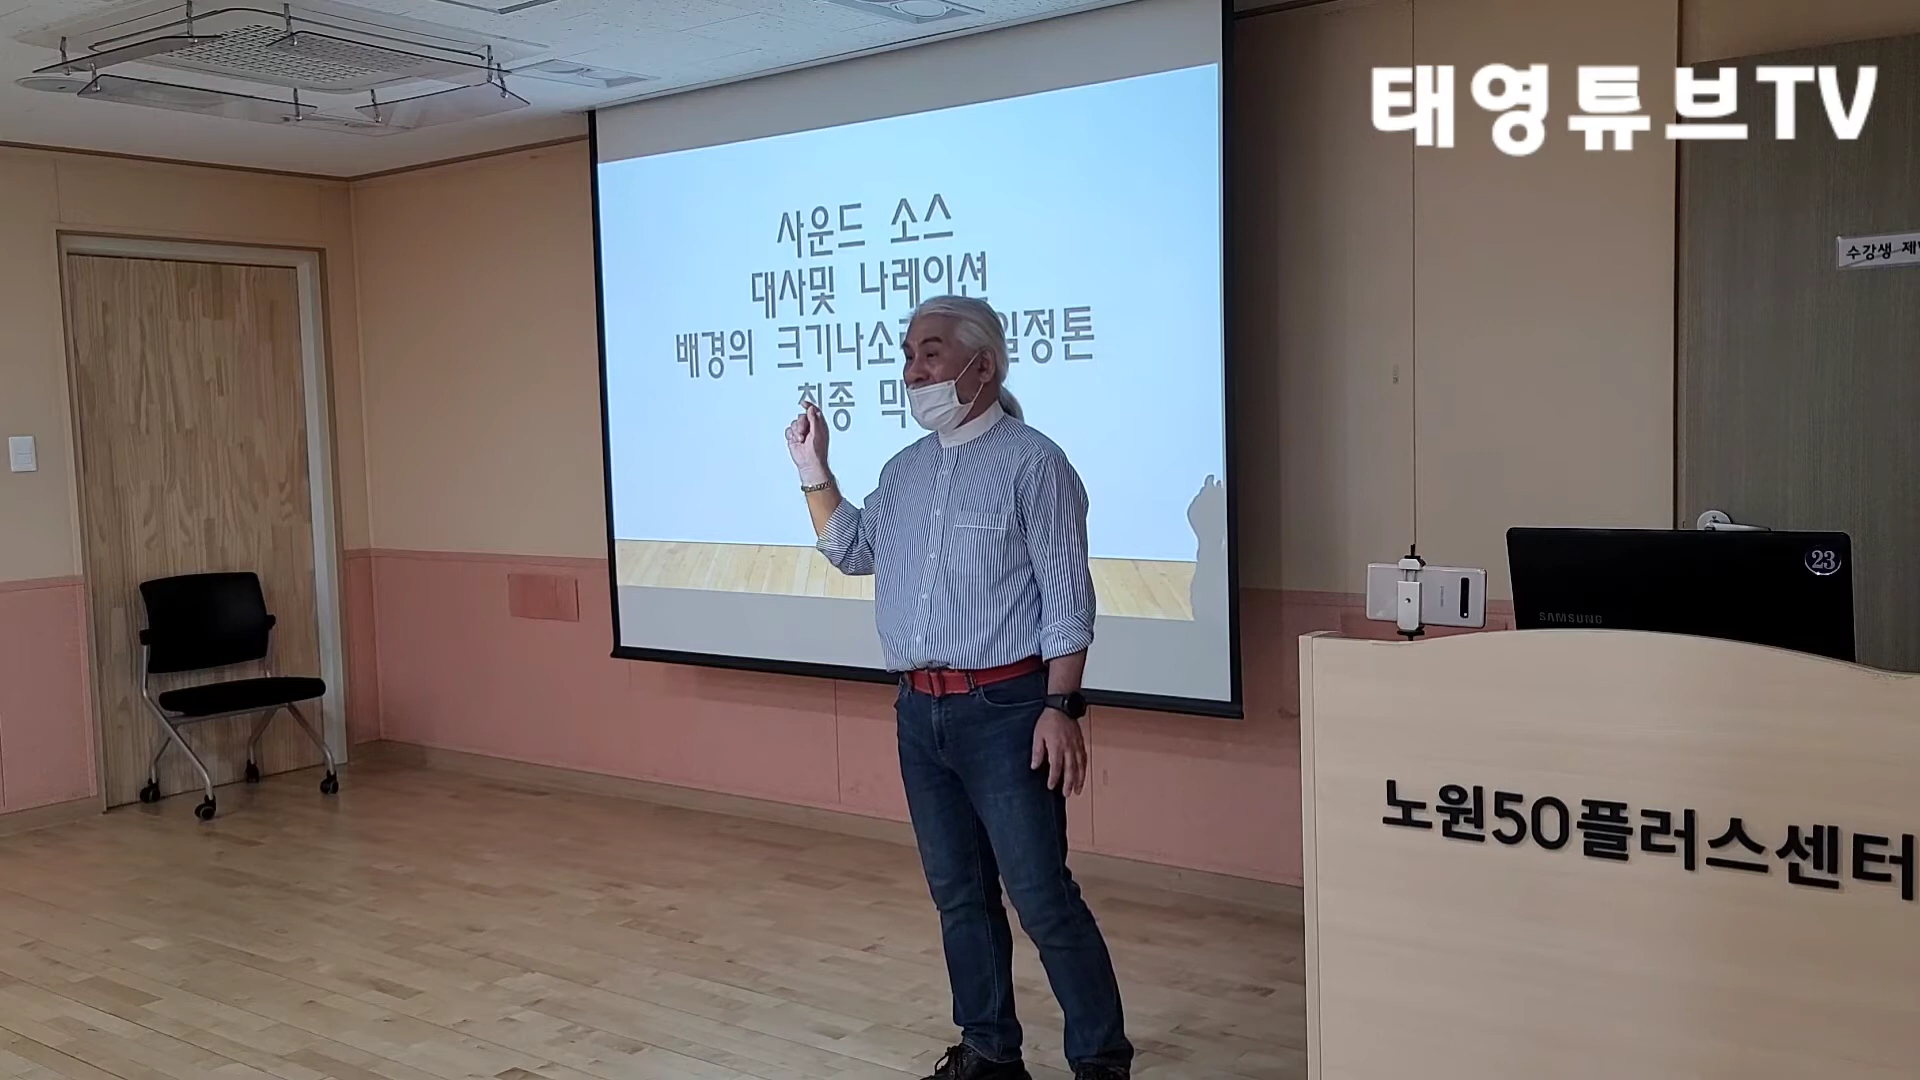 태영튜브TV
사운드 소스
대사및 나레이션
배경의 크기나소 일정톤
최종 믹
수강생
23
SAMSUNG
노원50플러스센터